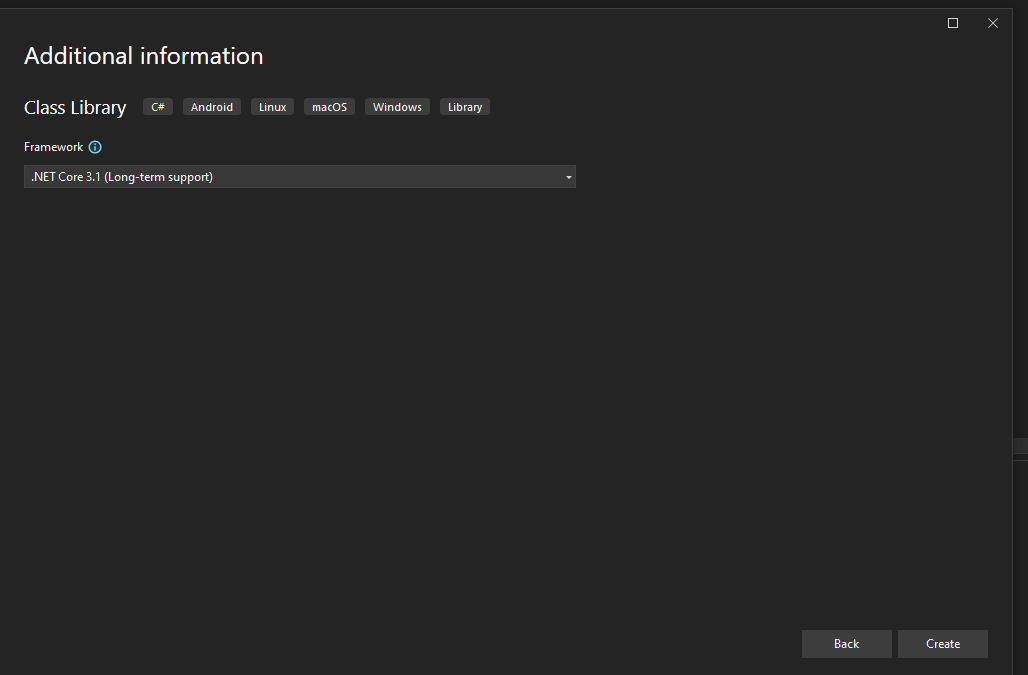 Additional information
Class Library C# Android Linux macOS Windows Library
Framework
.NET Core 3.1 (Long-term support)
Back Create